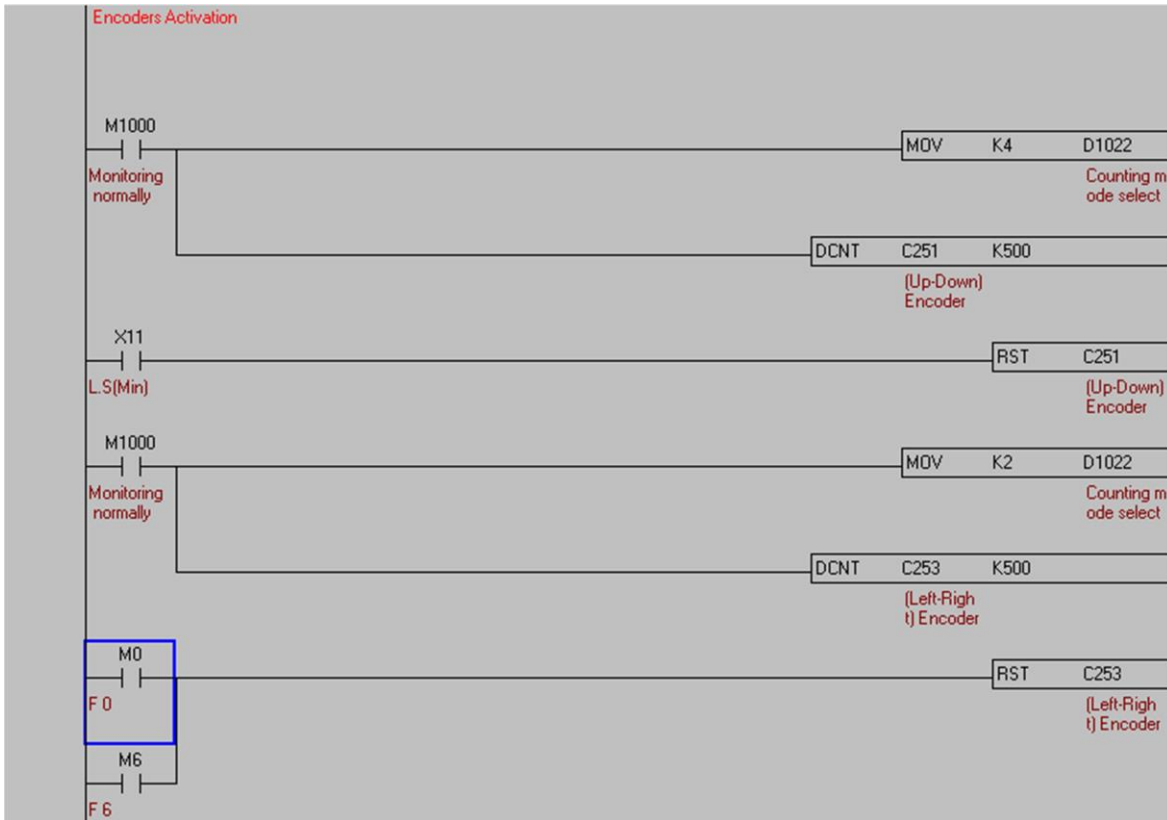 Encoders Activation
M1000
MOV K4 D1022
Monitoring
normally
Counting m
ode select
DCNT C251 K500
(Up-Down)
Encoder
X11
RST C251
L.S(Min)
(Up-Down)
Encoder
M1000
MOV K2 D1022
Monitoring
normally
Counting m
ode select
DCNT C253 K500
(Left-Righ
t) Encoder
M0
RST C253
F 0
(Left-Righ
t) Encoder
M6
F 6